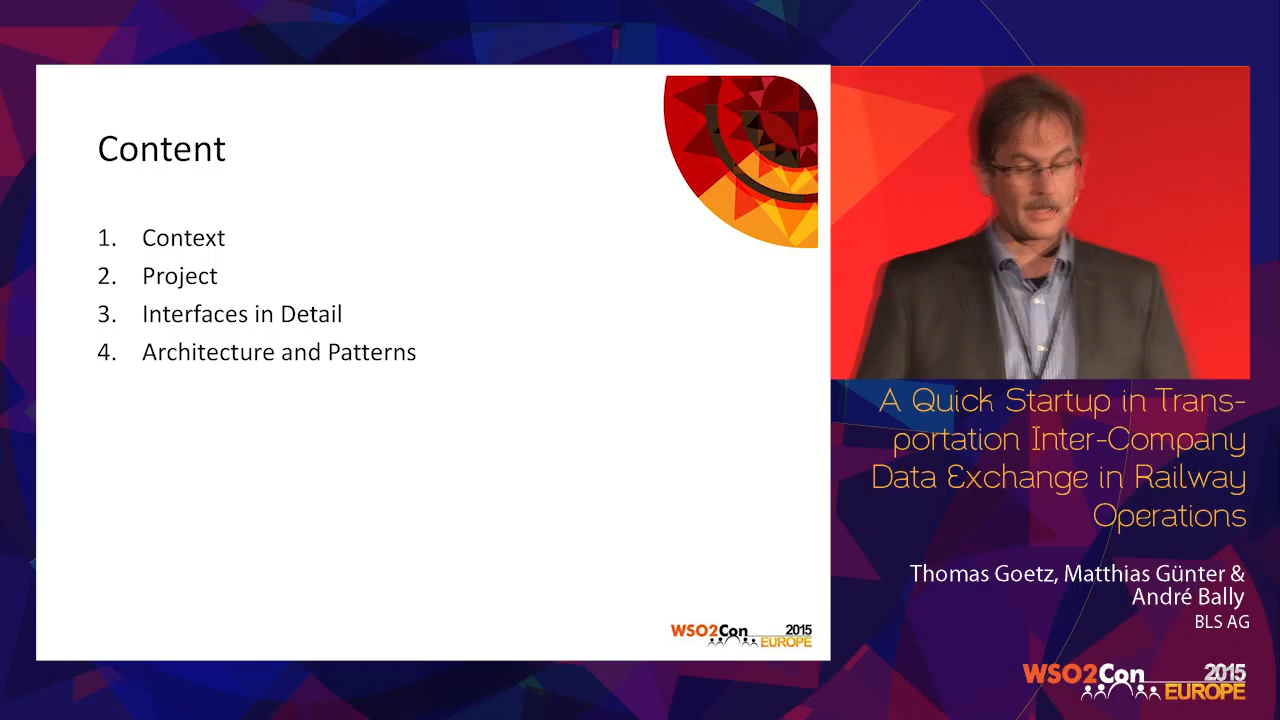 Content
1. Context
2. Project
3. Interfaces in Detail
4. Architecture and Patterns
WSO2Con 2015
EUROPE
A Quick Startup in Trans-
portation Inter-Company
Data Exchange in Railway
Operations
Thomas Goetz, Matthias Günter &
André Bally
BLS AG
WSO2Con 2015
EUROPE